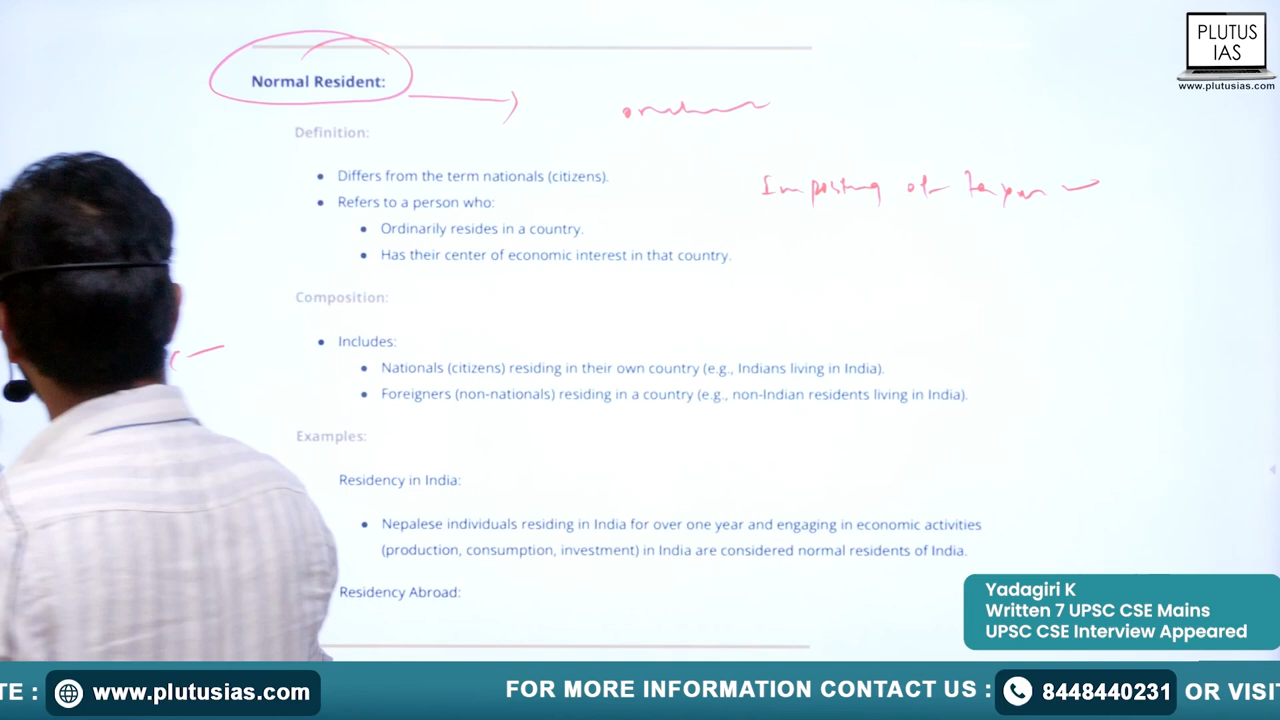 PLUTUS
IAS
www.plutusias.com
Normal Resident:
Definition:
• Differs from the term nationals (citizens).
• Refers to a person who:
• Ordinarily resides in a country.
• Has their center of economic interest in that country.
Imposing of
Composition:
• Includes:
• Nationals (citizens) residing in their own country (e.g., Indians living in India).
• Foreigners (non-nationals) residing in a country (e.g., non-Indian residents living in India).
Examples:
Residency in India:
• Nepalese individuals residing in India for over one year and engaging in economic activities
(production, consumption, investment) in India are considered normal residents of India.
Residency Abroad:
Yadagiri K
Written 7 UPSC CSE Mains
UPSC CSE Interview Appeared
TE : www.plutusias.com FOR MORE INFORMATION CONTACT US : 8448440231 OR VISIT